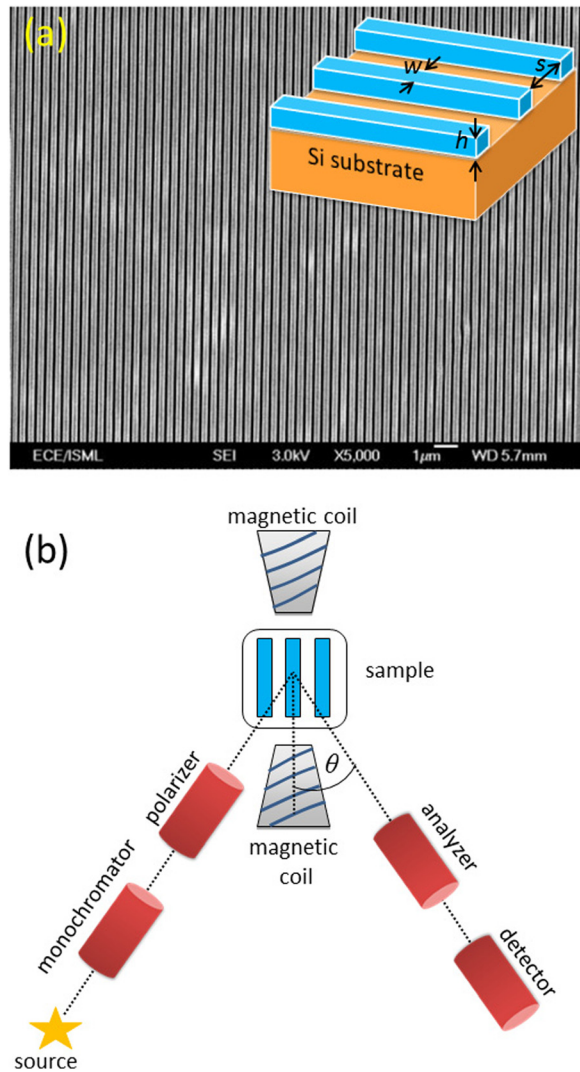 (a)
w
s
h
Si substrate
ECE/ISML SEI 3.0kV X5,000 1μm WD 5.7mm
(b)
magnetic coil
sample
θ
polarizer
analyzer
magnetic
coil
monochromator
detector
source